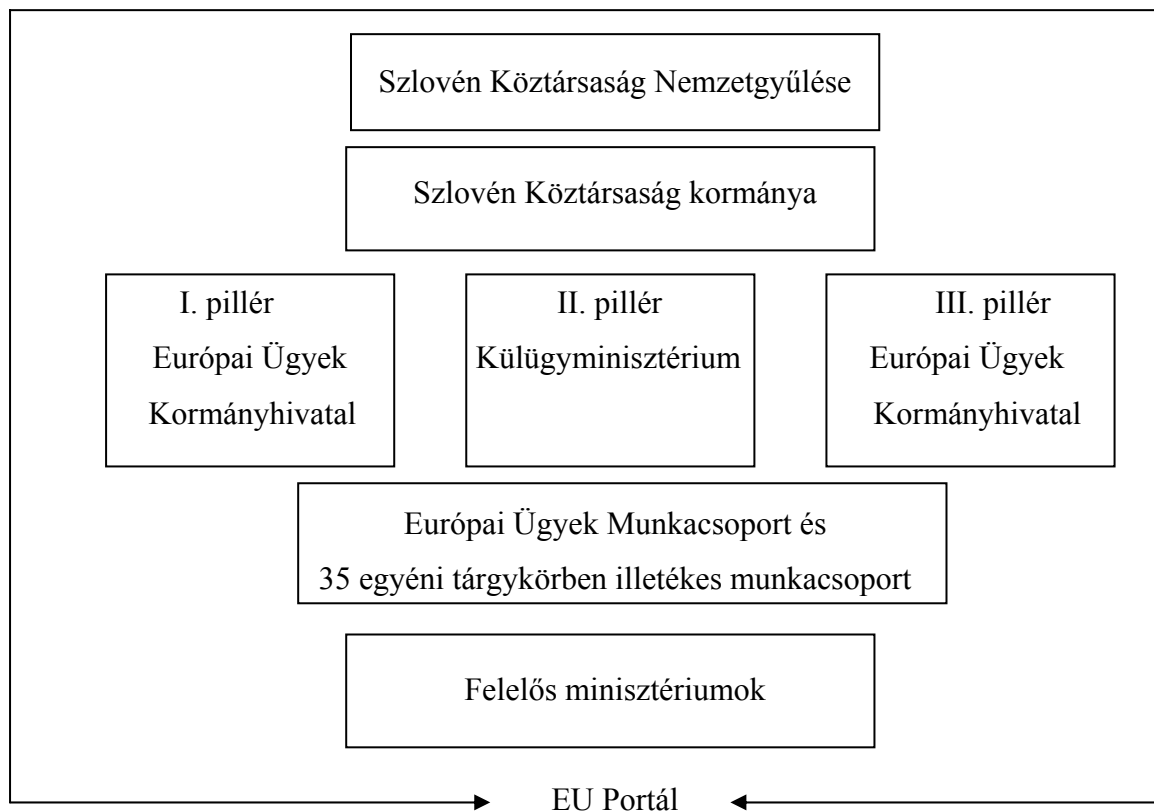 Szlovén Köztársaság Nemzetgyűlése
Szlovén Köztársaság kormánya
I. pillér
Európai Ügyek
Kormányhivatal
II. pillér
Külügyminisztérium
III. pillér
Európai Ügyek
Kormányhivatal
Európai Ügyek Munkacsoport és
35 egyéni tárgykörben illetékes munkacsoport
Felelős minisztériumok
EU Portál